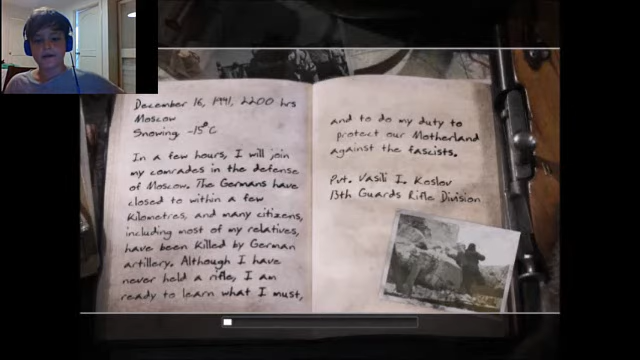 December 16, 1941, 2200 hrs
Moscow
Snowing, -15°C
In a few hours, I will join
my comrades in the defense
of Moscow. The Germans have
closed to within a few
kilometres, and many citizens,
including most of my relatives,
have been killed by German
artillery. Although I have
never held a rifle, I am
ready to learn what I must,
and to do my duty to
protect our Motherland
against the fascists.
Pvt. Vasili I. Koslov
13th Guards Rifle Division